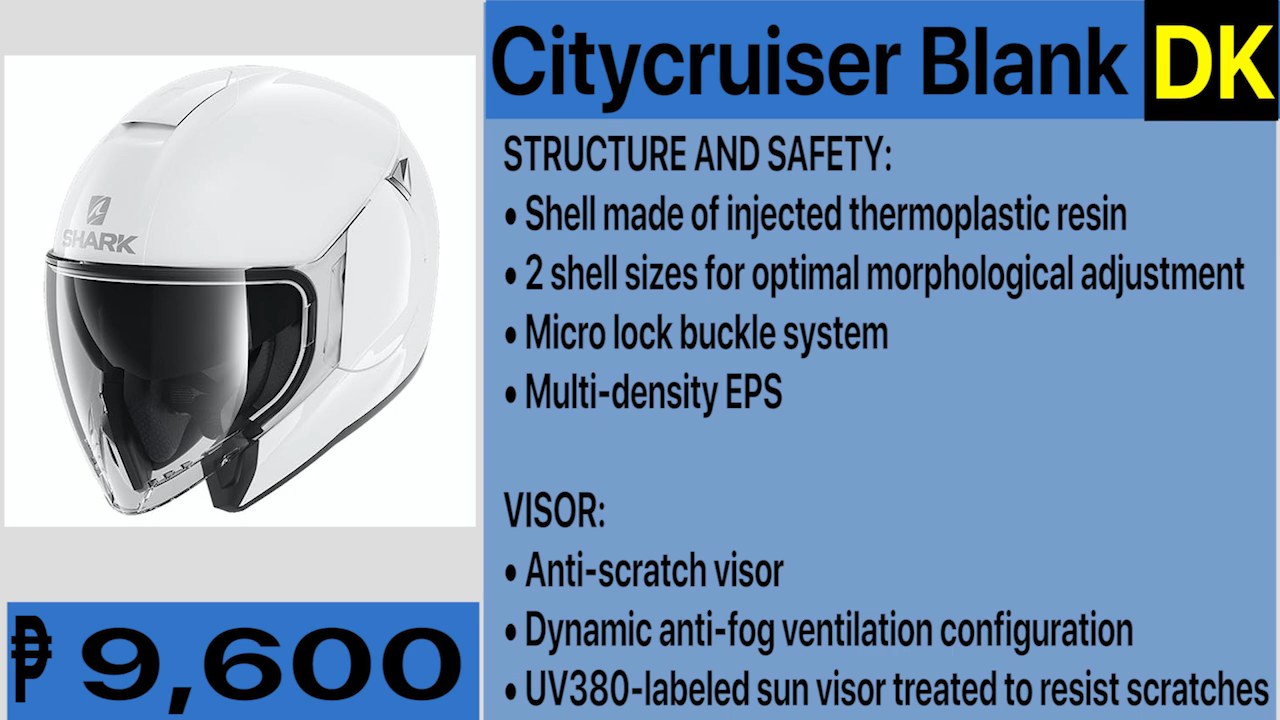 Citycruiser Blank DK
SHARK
STRUCTURE AND SAFETY:
• Shell made of injected thermoplastic resin
• 2 shell sizes for optimal morphological adjustment
• Micro lock buckle system
• Multi-density EPS
VISOR:
• Anti-scratch visor
• Dynamic anti-fog ventilation configuration
• UV380-labeled sun visor treated to resist scratches
₱ 9,600